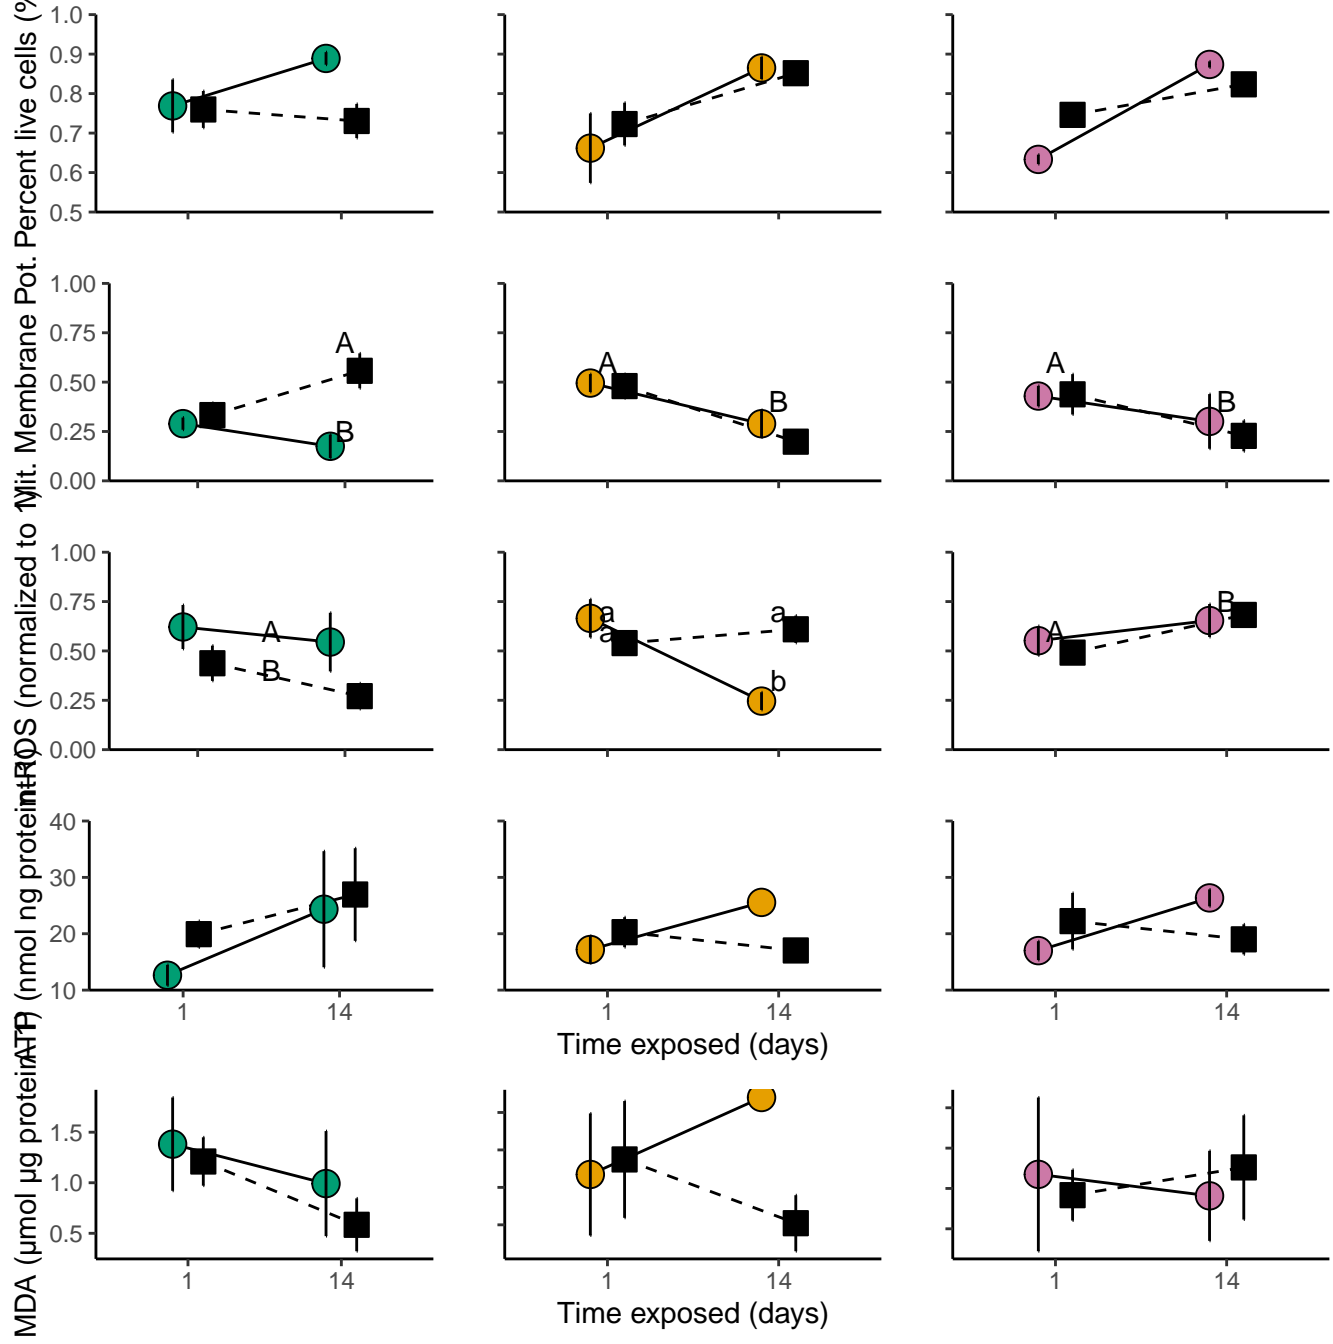 Percent live cells (%
1.0
0.9
0.8
0.7
0.6
0.5
Mit. Membrane Pot.
1.00
0.75
0.50
0.25
0.00
A
B
A
B
A
B
mtROS (normalized to 1)
1.00
0.75
0.50
0.25
0.00
A
B
a
a
a
b
A
B
ATP (nmol ng protein
40
30
20
10
1 14
1 14
1 14
Time exposed (days)
MDA (μmol μg protein
1.5
1.0
0.5
1 14
1 14
1 14
Time exposed (days)